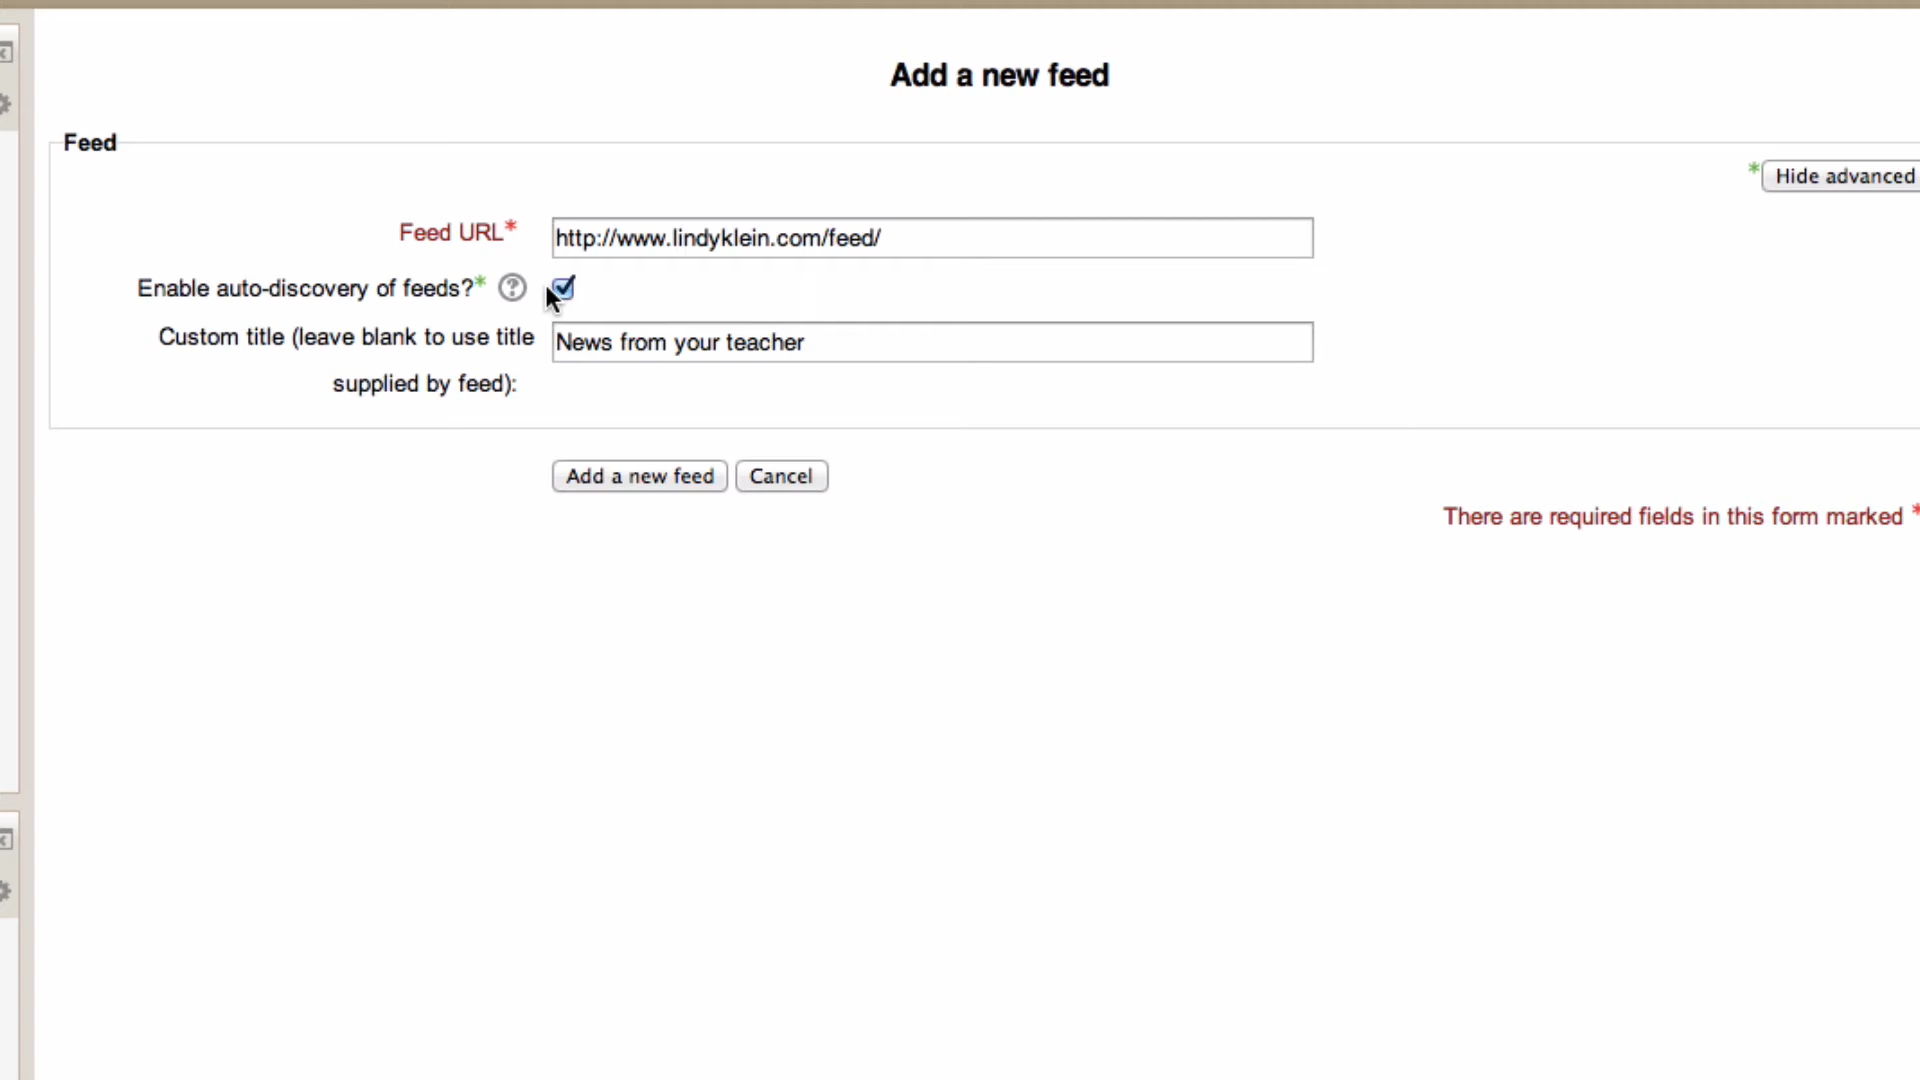 Add a new feed
Feed
* Hide advanced
Feed URL* http://www.lindyklein.com/feed/
Enable auto-discovery of feeds?* ?
Custom title (leave blank to use title News from your teacher
supplied by feed):
Add a new feed Cancel
There are required fields in this form marked *